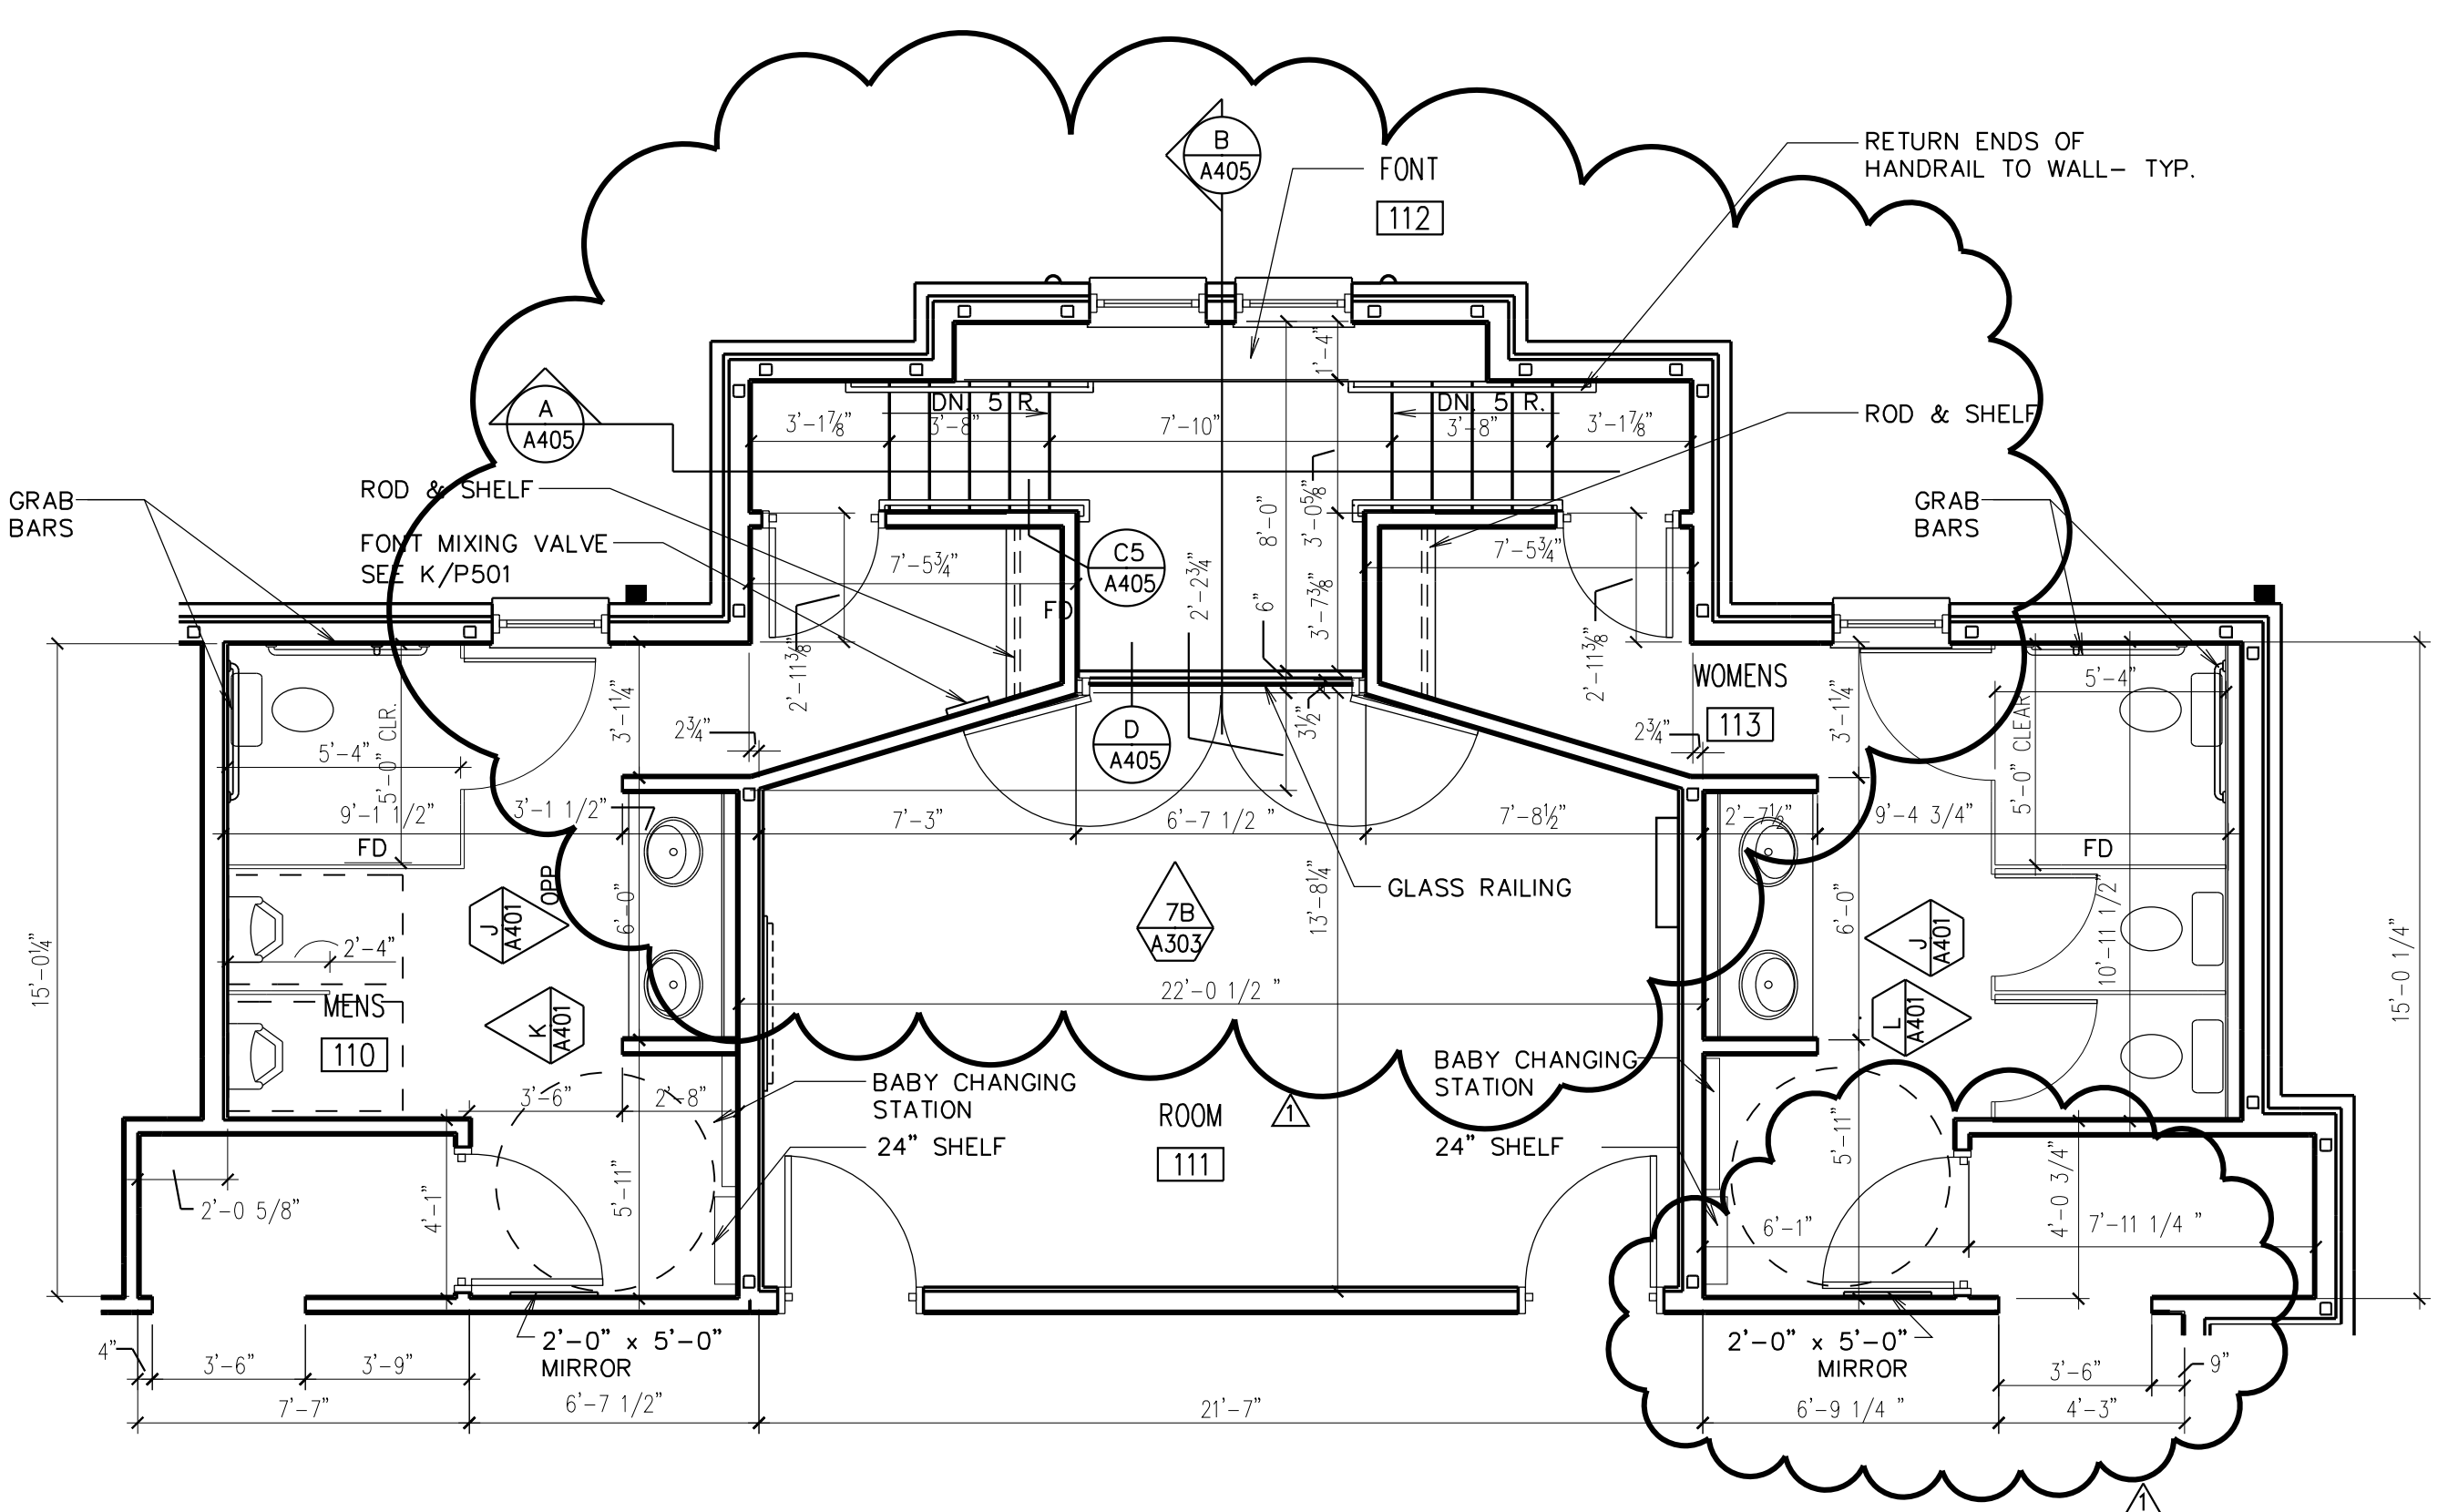 B
A405
FONT
112
RETURN ENDS OF
HANDRAIL TO WALL– TYP.
1'–4"
A
A405
DN. 5 R.
DN. 5 R.
3'–1⅞"
3'–8"
7'–10"
3'–8"
3'–1⅞"
ROD & SHELF
ROD & SHELF
GRAB
BARS
GRAB
BARS
FONT MIXING VALVE
SEE K/P501
C5
A405
7'–5¾"
7'–5¾"
8'–0"
3'–0⅝"
2'–2¾"
6"
3'–7⅜"
FD
2'–11⅜"
2'–11⅜"
3½"
WOMENS
113
5'–4"
5'–4"
5'–0" CLR.
5'–0" CLEAR
3'–1¼"
3'–1¼"
2¾"
2¾"
D
A405
9'–1 1/2"
3'–1 1/2"
7'–3"
6'–7 1/2 "
7'–8½"
2'–7½"
9'–4 3/4"
FD
FD
OPP
GLASS RAILING
7B
A303
13'–8¼"
J
A401
J
A401
6'–0"
6'–0"
10'–11 1/2"
2'–4"
15'–0¼"
15'–0 1/4"
22'–0 1/2 "
MENS
110
K
A401
L
A401
BABY CHANGING
STATION
BABY CHANGING
STATION
3'–6"
2'–8"
ROOM
111
1
24" SHELF
24" SHELF
2'–0 5/8"
4'–1"
5'–11"
5'–11"
4'–0 3/4"
6'–1"
7'–11 1/4 "
2'–0" x 5'–0"
MIRROR
2'–0" x 5'–0"
MIRROR
4"
3'–6"
3'–9"
3'–6"
9"
7'–7"
6'–7 1/2"
21'–7"
6'–9 1/4 "
4'–3"
1